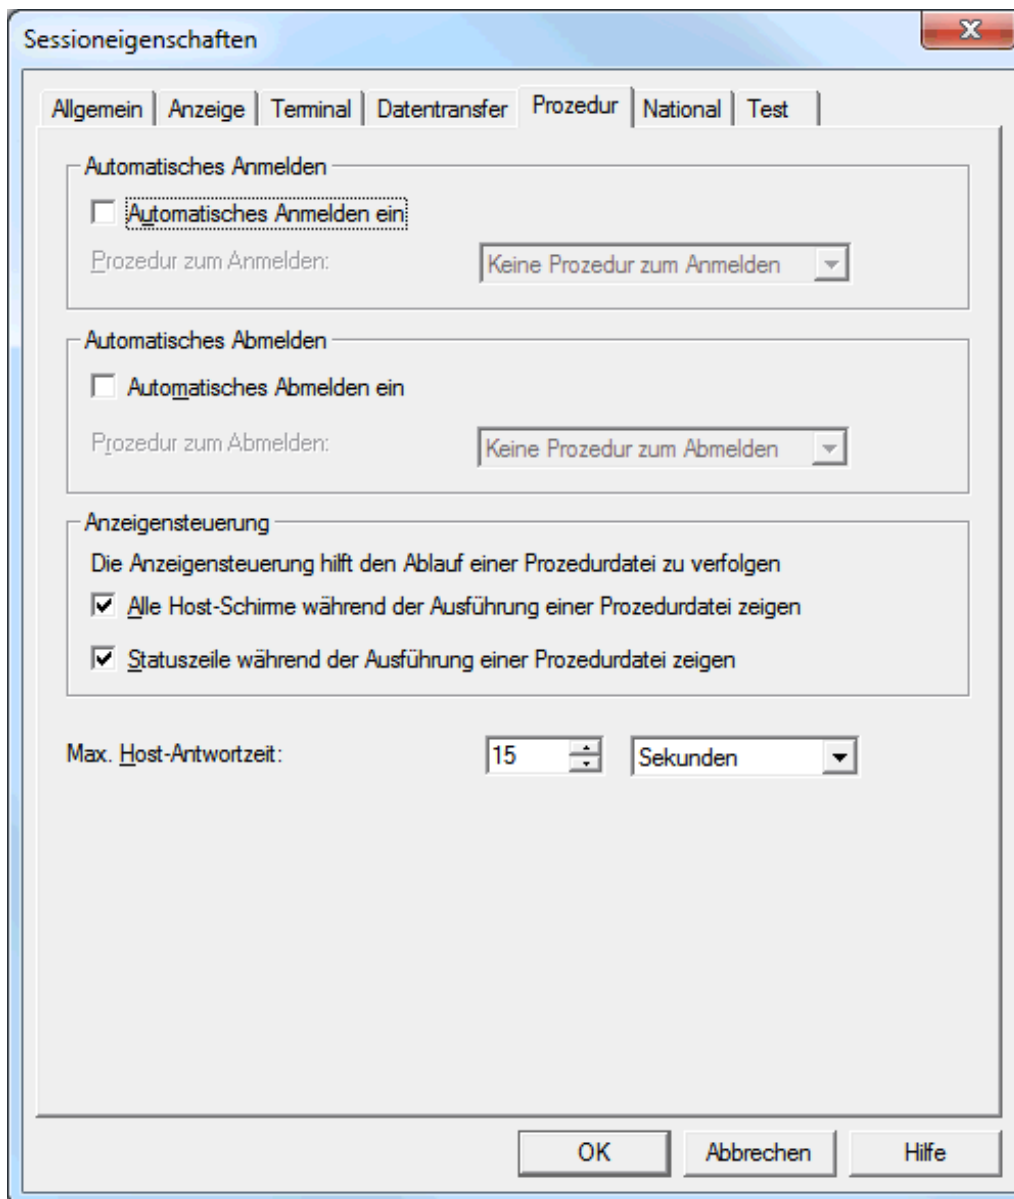 Sessioneigenschaften
Allgemein Anzeige Terminal Datentransfer Prozedur National Test
Automatisches Anmelden
Automatisches Anmelden ein
Prozedur zum Anmelden: Keine Prozedur zum Anmelden
Automatisches Abmelden
Automatisches Abmelden ein
Prozedur zum Abmelden: Keine Prozedur zum Abmelden
Anzeigensteuerung
Die Anzeigensteuerung hilft den Ablauf einer Prozedurdatei zu verfolgen
Alle Host-Schirme während der Ausführung einer Prozedurdatei zeigen
Statuszeile während der Ausführung einer Prozedurdatei zeigen
Max. Host-Antwortzeit: 15 Sekunden
OK Abbrechen Hilfe